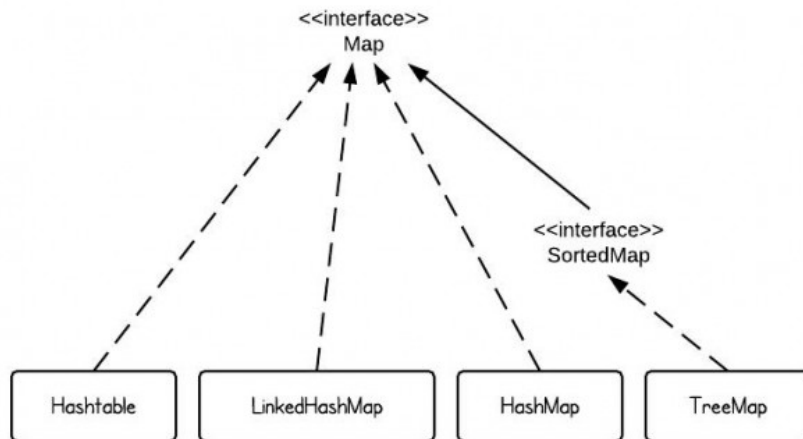 <<interface>>
Map
<<interface>>
SortedMap
Hashtable
LinkedHashMap
HashMap
TreeMap